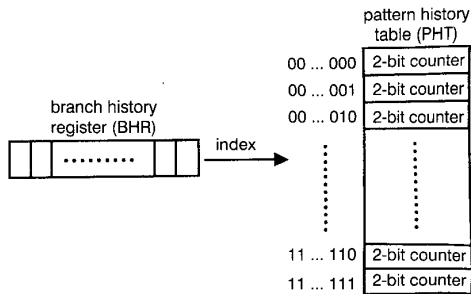 pattern history
table (PHT)
00 ... 000 2-bit counter
00 ... 001 2-bit counter
00 ... 010 2-bit counter
branch history
register (BHR)
index
11 ... 110 2-bit counter
11 ... 111 2-bit counter